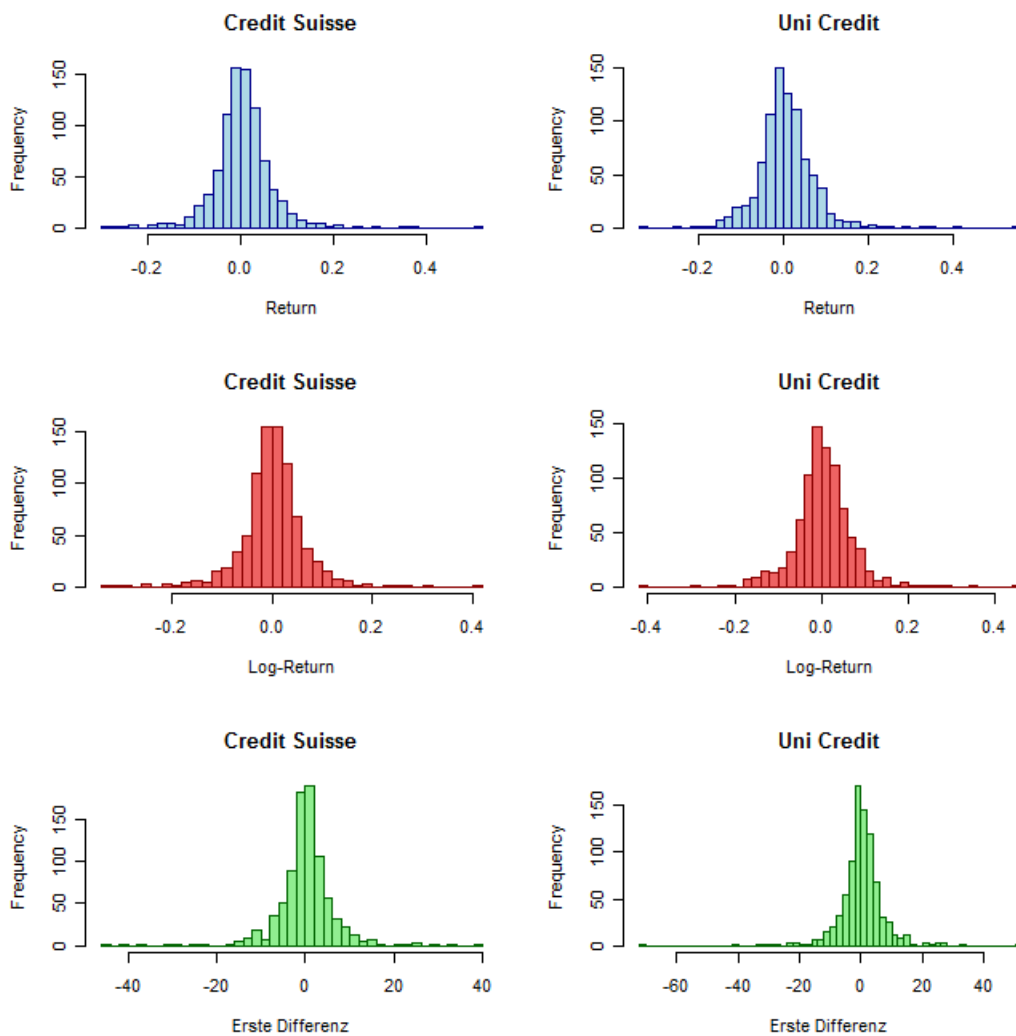 Credit Suisse
Uni Credit
Frequency
0 50 100 150
-0.2 0.0 0.2 0.4
Return
Frequency
0 50 100 150
-0.2 0.0 0.2 0.4
Return
Credit Suisse
Uni Credit
Frequency
0 50 100 150
-0.2 0.0 0.2 0.4
Log-Return
Frequency
0 50 100 150
-0.4 -0.2 0.0 0.2 0.4
Log-Return
Credit Suisse
Uni Credit
Frequency
0 50 100 150
-40 -20 0 20 40
Erste Differenz
Frequency
0 50 100 150
-60 -40 -20 0 20 40
Erste Differenz